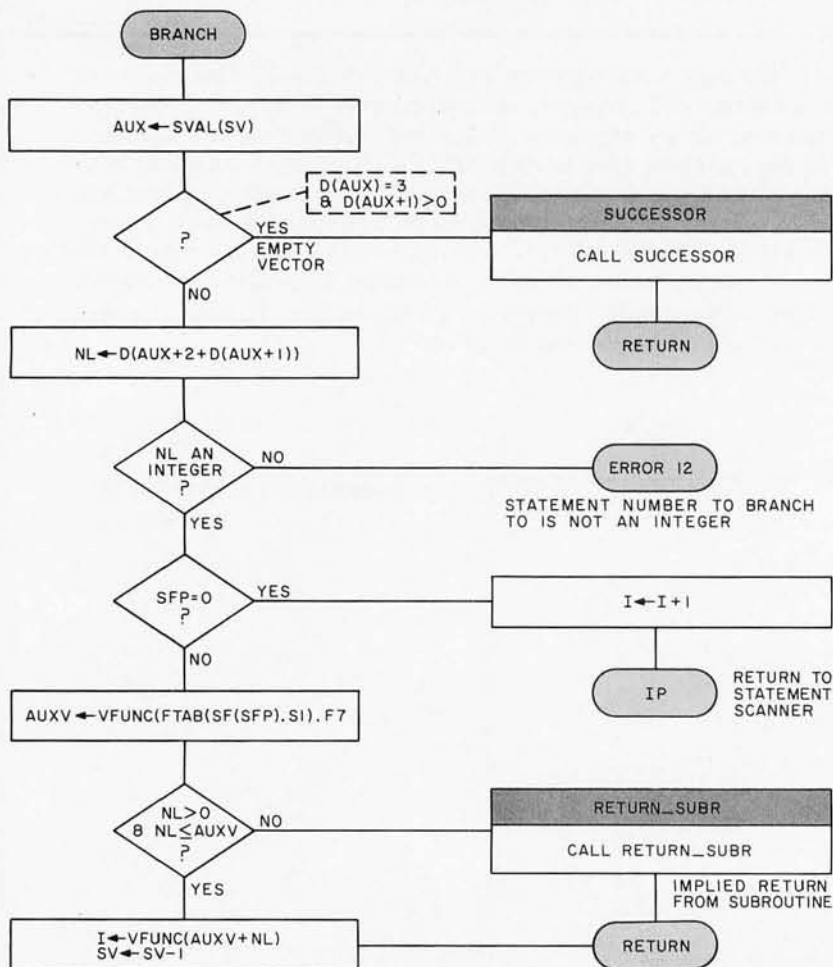 BRANCH
AUX←SVAL(SV)
D(AUX)=3
& D(AUX+1)>0
?
YES
EMPTY
VECTOR
NO
SUCCESSOR
CALL SUCCESSOR
RETURN
NL←D(AUX+2+D(AUX+1))
NL AN
INTEGER
?
NO
YES
ERROR 12
STATEMENT NUMBER TO BRANCH
TO IS NOT AN INTEGER
SFP=0
?
YES
NO
I←I+1
IP
RETURN TO
STATEMENT
SCANNER
AUXV←VFUNC(FTAB(SF(SFP).S1).F7
NL>0
& NL≤AUXV
?
NO
YES
RETURN_SUBR
CALL RETURN_SUBR
IMPLIED RETURN
FROM SUBROUTINE
RETURN
I←VFUNC(AUXV+NL)
SV←SV-1